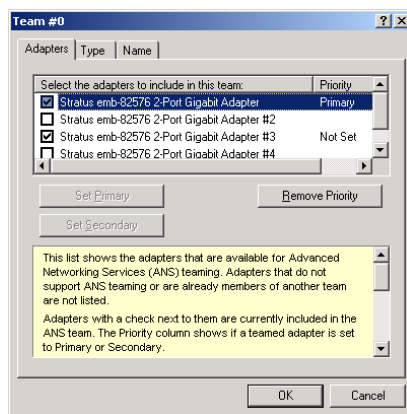 Team #0
Adapters Type Name
Select the adapters to include in this team: Priority
Stratus emb-82576 2-Port Gigabit Adapter Primary
Stratus emb-82576 2-Port Gigabit Adapter #2
Stratus emb-82576 2-Port Gigabit Adapter #3 Not Set
Stratus emb-82576 2-Port Gigabit Adapter #4
Set Primary Remove Priority
Set Secondary
This list shows the adapters that are available for Advanced
Networking Services (ANS) teaming. Adapters that do not
support ANS teaming or are already members of another team
are not listed.
Adapters with a check next to them are currently included in the
ANS team. The Priority column shows if a teamed adapter is set
to Primary or Secondary.
OK Cancel